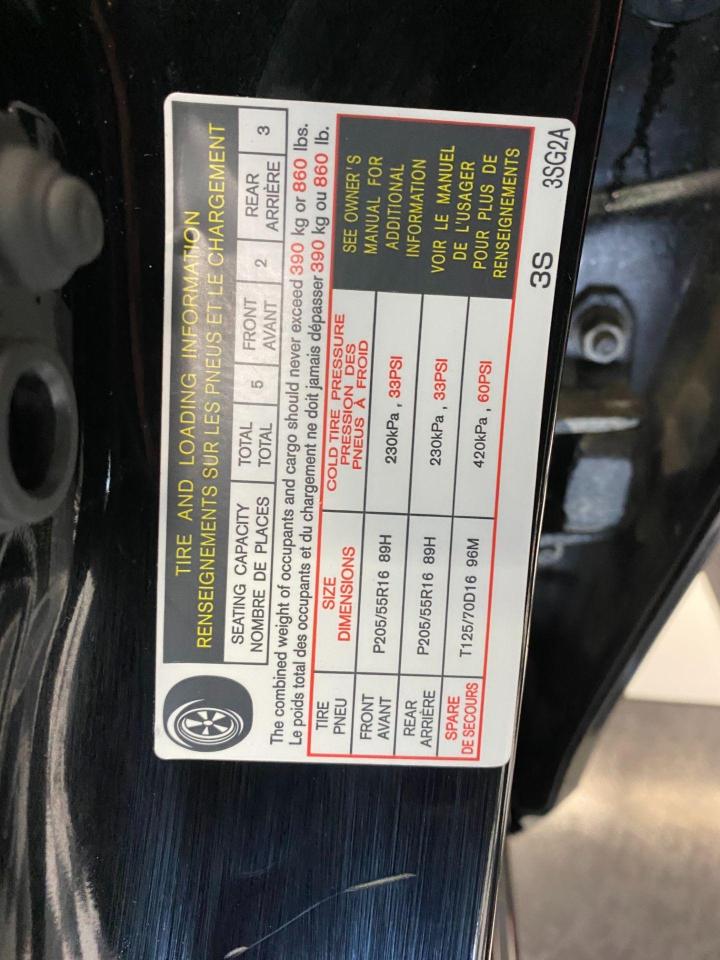 TIRE AND LOADING INFORMATION
RENSEIGNEMENTS SUR LES PNEUS ET LE CHARGEMENT
SEATING CAPACITY TOTAL 5 FRONT 2 REAR 3
NOMBRE DE PLACES TOTAL AVANT ARRIÈRE
The combined weight of occupants and cargo should never exceed 390 kg or 860 lbs.
Le poids total des occupants et du chargement ne doit jamais dépasser 390 kg ou 860 lb.
TIRE
PNEU
SIZE
DIMENSIONS
COLD TIRE PRESSURE
PRESSION DES
PNEUS À FROID
FRONT
AVANT
P205/55R16 89H
230kPa , 33PSI
REAR
ARRIÈRE
P205/55R16 89H
230kPa , 33PSI
SPARE
DE SECOURS
T125/70D16 96M
420kPa , 60PSI
SEE OWNER'S
MANUAL FOR
ADDITIONAL
INFORMATION
VOIR LE MANUEL
DE L'USAGER
POUR PLUS DE
RENSEIGNEMENTS
3S 3SG2A